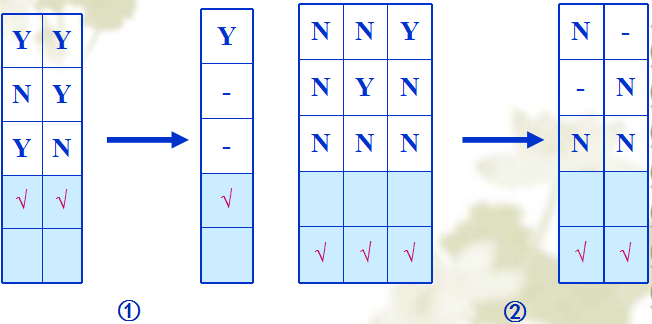 Y Y
N Y
Y N
√ √
Y
-
-
√
①
N N Y
N Y N
N N N
√ √ √
N -
- N
N N
√ √
②